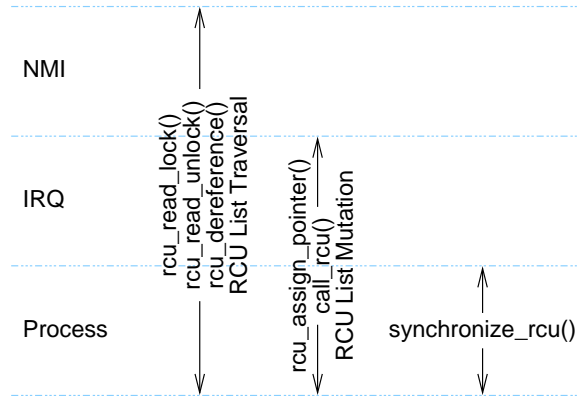 NMI
rcu_read_lock()
rcu_read_unlock()
rcu_dereference()
RCU List Traversal
IRQ
rcu_assign_pointer()
call_rcu()
RCU List Mutation
Process
synchronize_rcu()